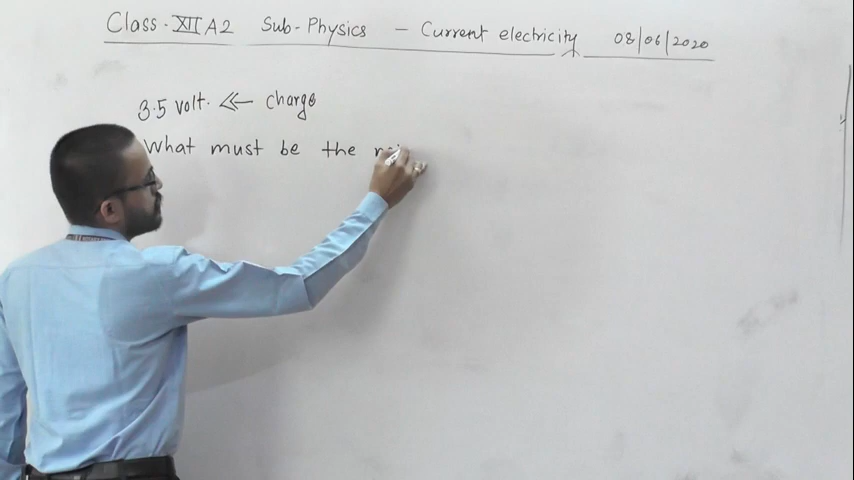 Class-XII A2 Sub-Physics - Current electricity 08/06/2020
3.5 volt. <<- charge
What must be the